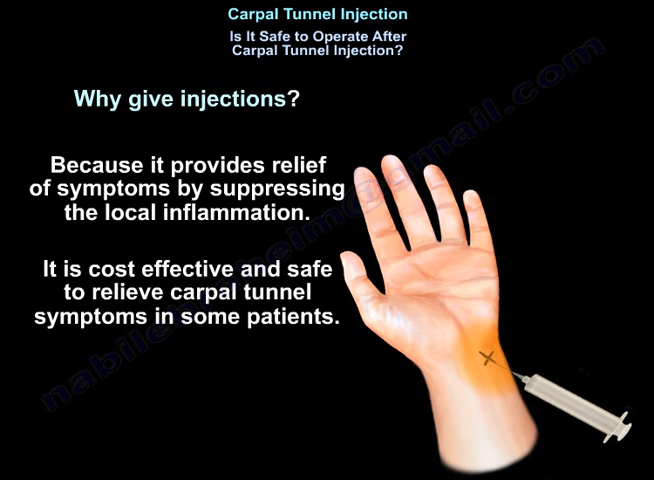 Carpal Tunnel Injection
Is It Safe to Operate After
Carpal Tunnel Injection?
Why give injections?
Because it provides relief
of symptoms by suppressing
the local inflammation.
It is cost effective and safe
to relieve carpal tunnel
symptoms in some patients.